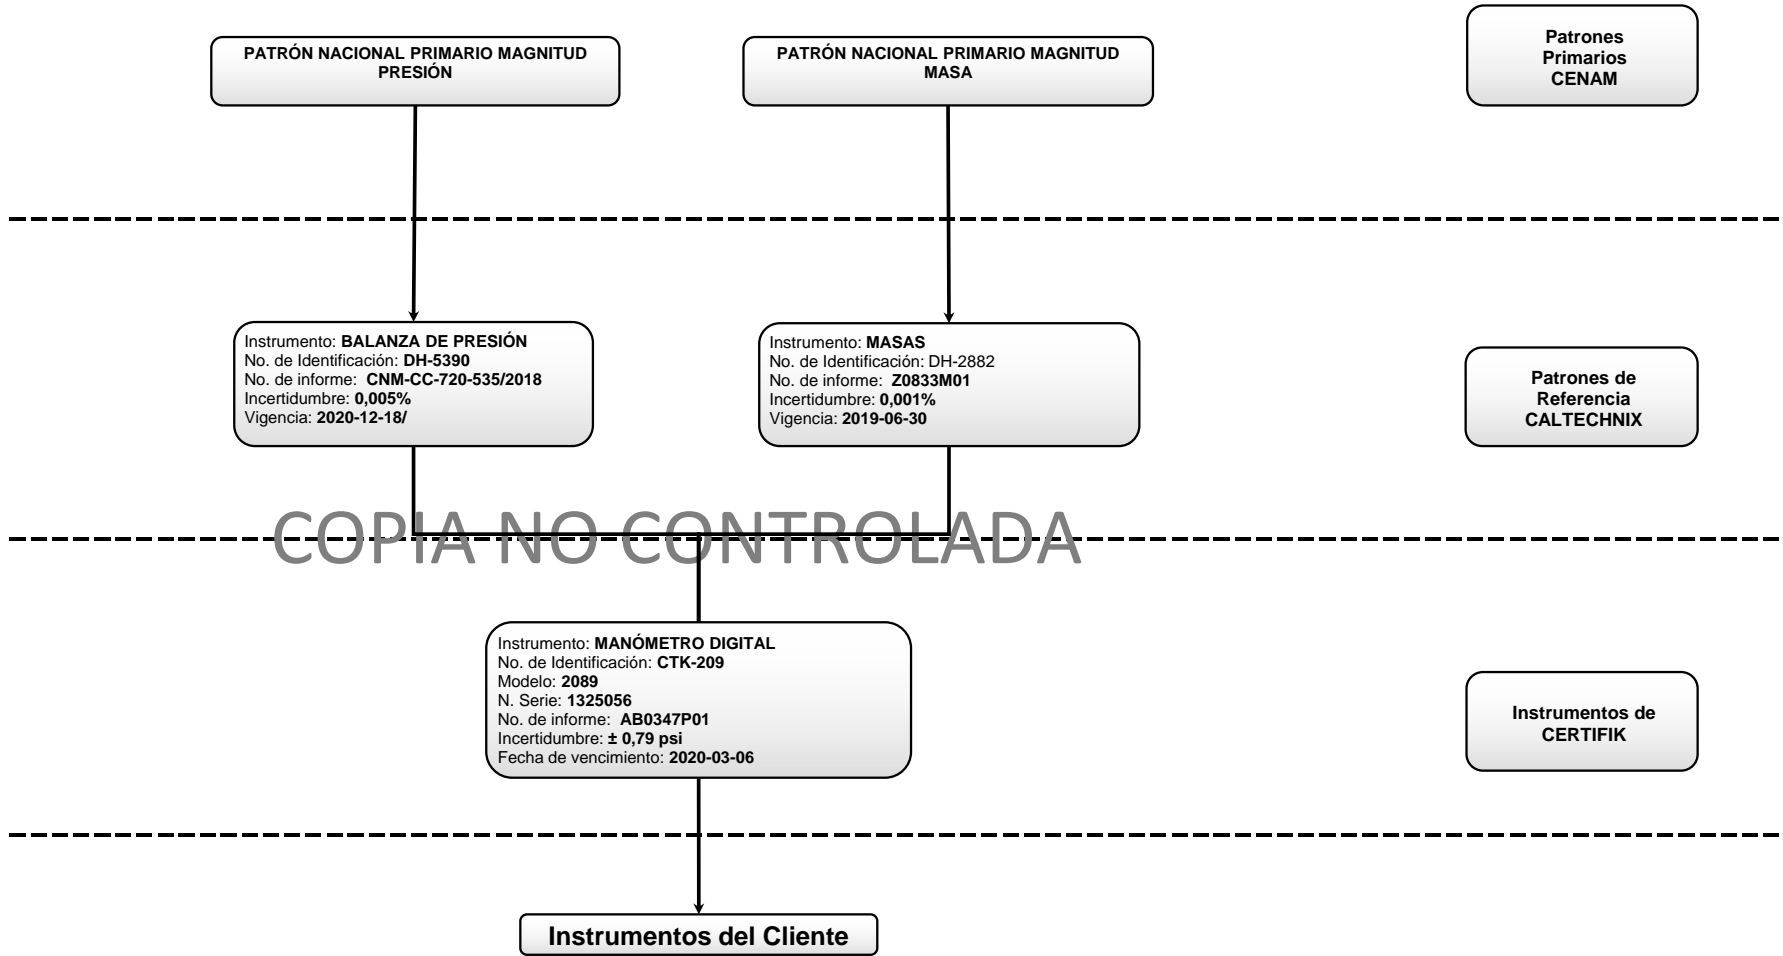 PATRÓN NACIONAL PRIMARIO MAGNITUD
PRESIÓN
PATRÓN NACIONAL PRIMARIO MAGNITUD
MASA
Patrones
Primarios
CENAM
Instrumento: BALANZA DE PRESIÓN
No. de Identificación: DH-5390
No. de informe: CNM-CC-720-535/2018
Incertidumbre: 0,005%
Vigencia: 2020-12-18/
Instrumento: MASAS
No. de Identificación: DH-2882
No. de informe: Z0833M01
Incertidumbre: 0,001%
Vigencia: 2019-06-30
Patrones de
Referencia
CALTECHNIX
COPIA NO CONTROLADA
Instrumento: MANÓMETRO DIGITAL
No. de Identificación: CTK-209
Modelo: 2089
N. Serie: 1325056
No. de informe: AB0347P01
Incertidumbre: ± 0,79 psi
Fecha de vencimiento: 2020-03-06
Instrumentos de
CERTIFIK
Instrumentos del Cliente